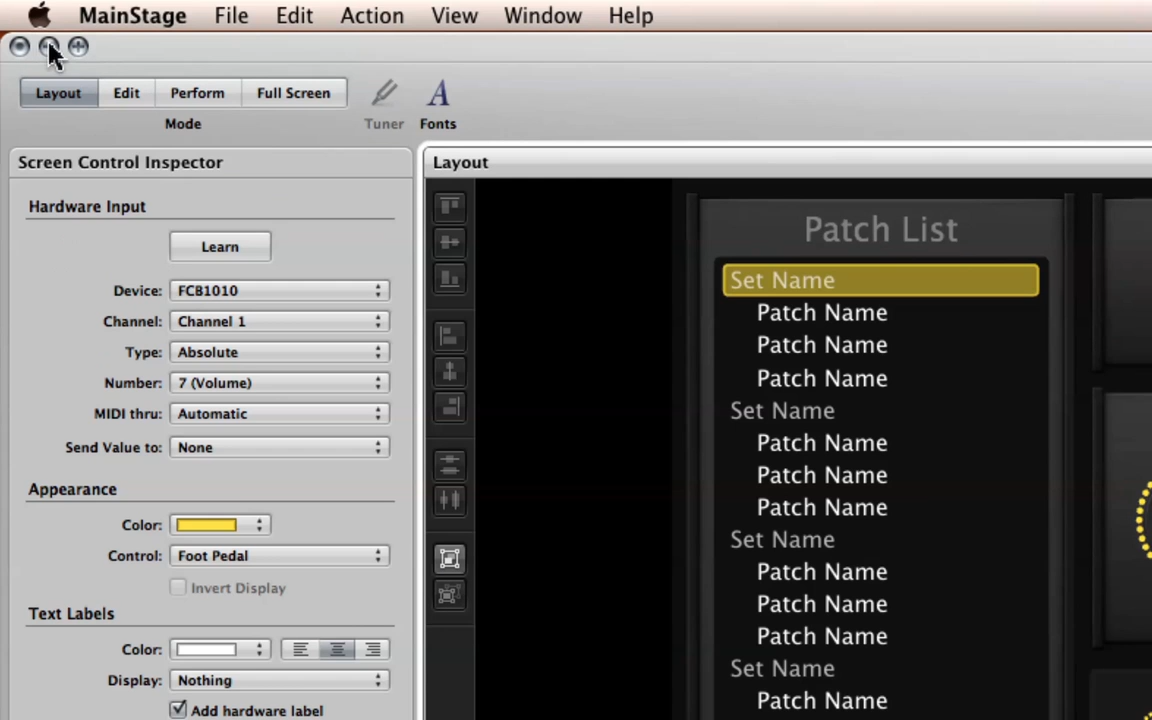 MainStage File Edit Action View Window Help
Layout Edit Perform Full Screen
Mode Tuner Fonts
Screen Control Inspector
Hardware Input
Learn
Device: FCB1010
Channel: Channel 1
Type: Absolute
Number: 7 (Volume)
MIDI thru: Automatic
Send Value to: None
Appearance
Color:
Control: Foot Pedal
Invert Display
Text Labels
Color:
Display: Nothing
Add hardware label
Layout
Patch List
Set Name
Patch Name
Patch Name
Patch Name
Set Name
Patch Name
Patch Name
Patch Name
Set Name
Patch Name
Patch Name
Patch Name
Set Name
Patch Name